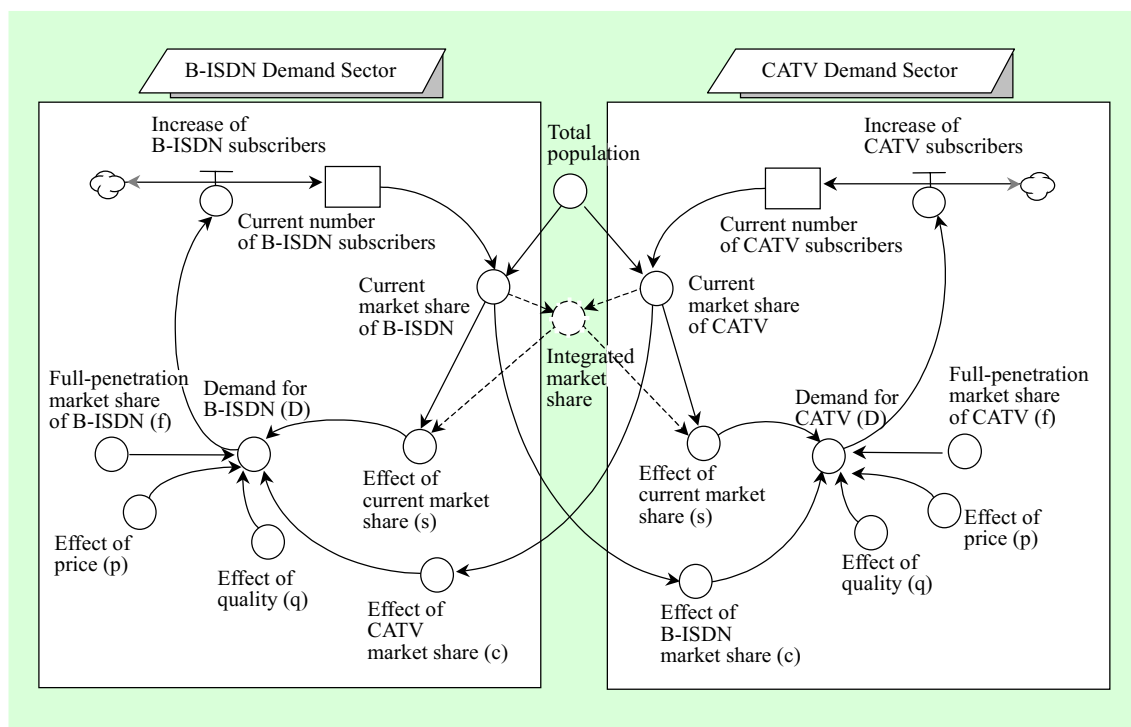 B-ISDN Demand Sector
CATV Demand Sector
Increase of
B-ISDN subscribers
Total
population
Increase of
CATV subscribers
Current number
of B-ISDN subscribers
Current number
of CATV subscribers
Current
market share
of B-ISDN
Current
market share
of CATV
Integrated
market
share
Full-penetration
market share
of B-ISDN (f)
Demand for
B-ISDN (D)
Demand for
CATV (D)
Full-penetration
market share
of CATV (f)
Effect of
current market
share (s)
Effect of
current market
share (s)
Effect of
price (p)
Effect of
quality (q)
Effect of
CATV
market share (c)
Effect of
B-ISDN
market share (c)
Effect of
quality (q)
Effect of
price (p)